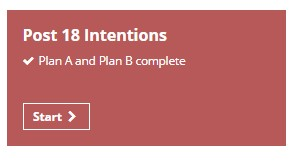 Post 18 Intentions
Plan A and Plan B complete
Start